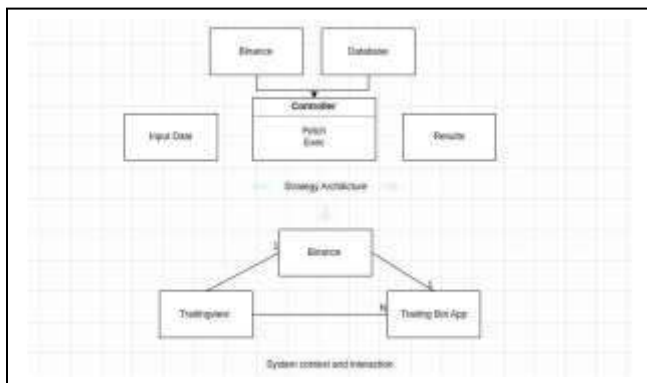 Binance
Database
Controller
Fetch
Exec
Input Data
Results
Strategy Architecture
Binance
Tradingview
Trading Bot App
System context and interaction